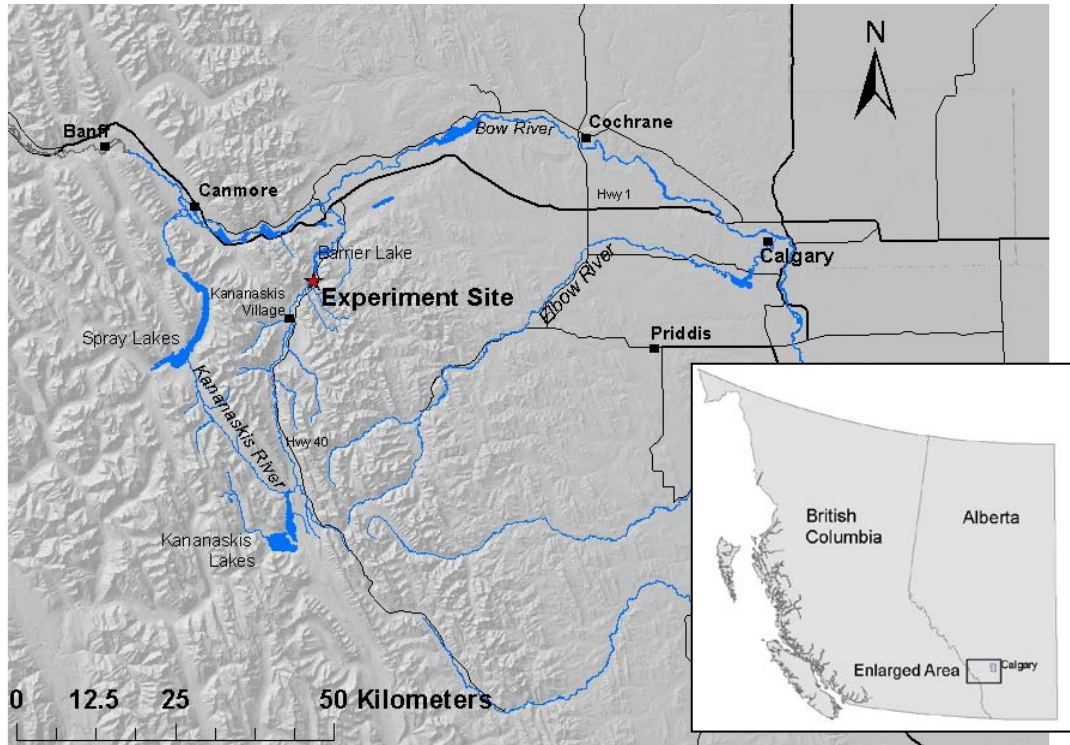 N
Banff
Bow River
Cochrane
Canmore
Hwy 1
Barrier Lake
Calgary
Kananaskis
Village
Experiment Site
Elbow River
Spray Lakes
Priddis
Kananaskis River
Hwy 40
Kananaskis
Lakes
British
Columbia
Alberta
Enlarged Area
Calgary
0 12.5 25 50 Kilometers